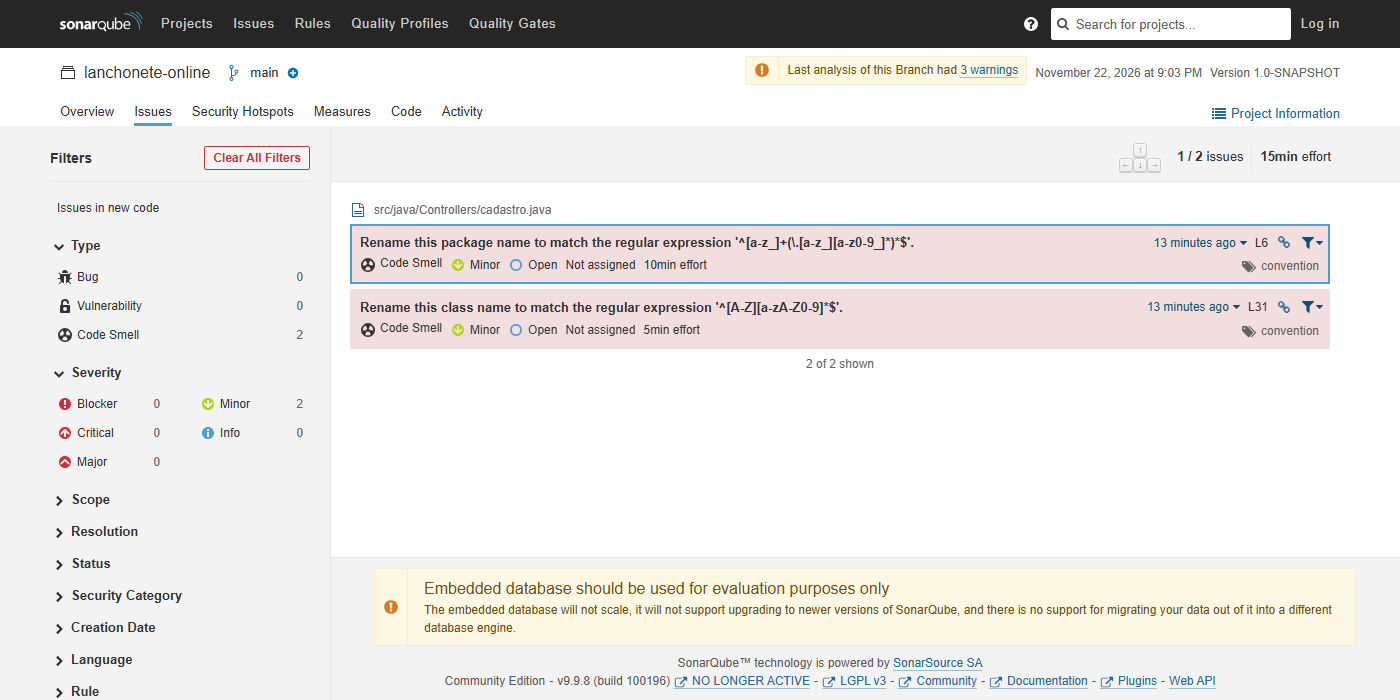 sonarqube Projects Issues Rules Quality Profiles Quality Gates ? Search for projects... Log in
lanchonete-online main Last analysis of this Branch had 3 warnings November 22, 2026 at 9:03 PM Version 1.0-SNAPSHOT
Overview Issues Security Hotspots Measures Code Activity Project Information
Filters Clear All Filters
1 / 2 issues 15min effort
Issues in new code
Type
Bug 0
Vulnerability 0
Code Smell 2
Severity
Blocker 0 Minor 2
Critical 0 Info 0
Major 0
Scope
Resolution
Status
Security Category
Creation Date
Language
Rule
src/java/Controllers/cadastro.java
Rename this package name to match the regular expression '^[a-z_]+(\.[a-z_][a-z0-9_]*)*$'. 13 minutes ago L6
Code Smell Minor Open Not assigned 10min effort convention
Rename this class name to match the regular expression '^[A-Z][a-zA-Z0-9]*$'. 13 minutes ago L31
Code Smell Minor Open Not assigned 5min effort convention
2 of 2 shown
Embedded database should be used for evaluation purposes only
The embedded database will not scale, it will not support upgrading to newer versions of SonarQube, and there is no support for migrating your data out of it into a different
database engine.
SonarQube™ technology is powered by SonarSource SA
Community Edition - v9.9.8 (build 100196) NO LONGER ACTIVE - LGPL v3 - Community - Documentation - Plugins - Web API